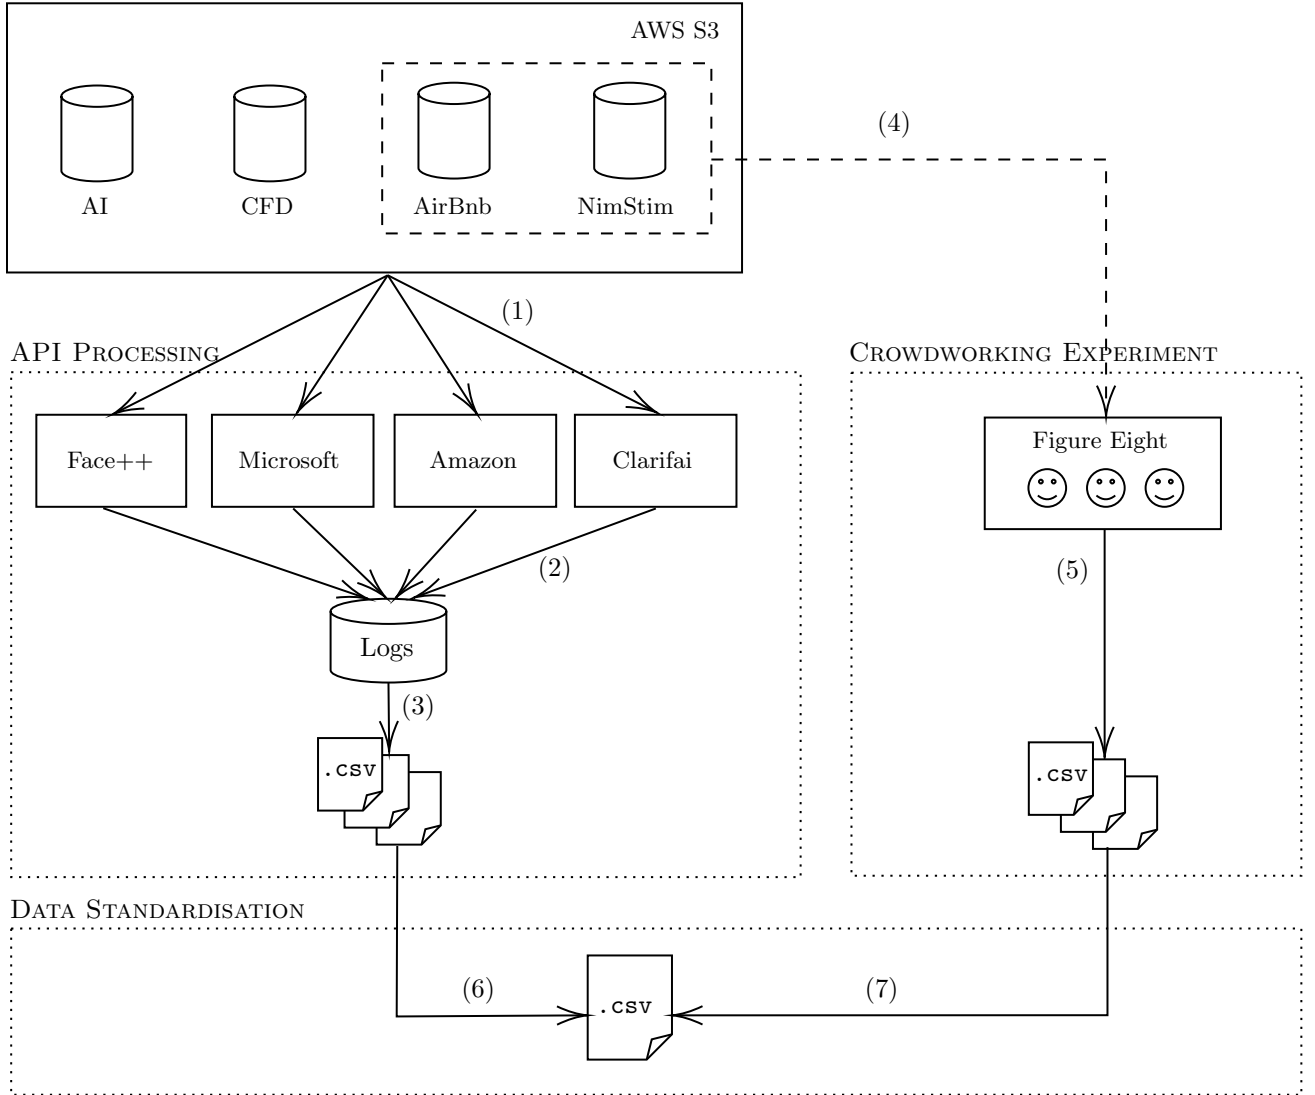 AWS S3
AI
CFD
AirBnb
NimStim
(4)
(1)
API Processing
Crowdworking Experiment
Face++
Microsoft
Amazon
Clarifai
Figure Eight
(2)
(5)
Logs
(3)
.csv
.csv
Data Standardisation
(6)
(7)
.csv